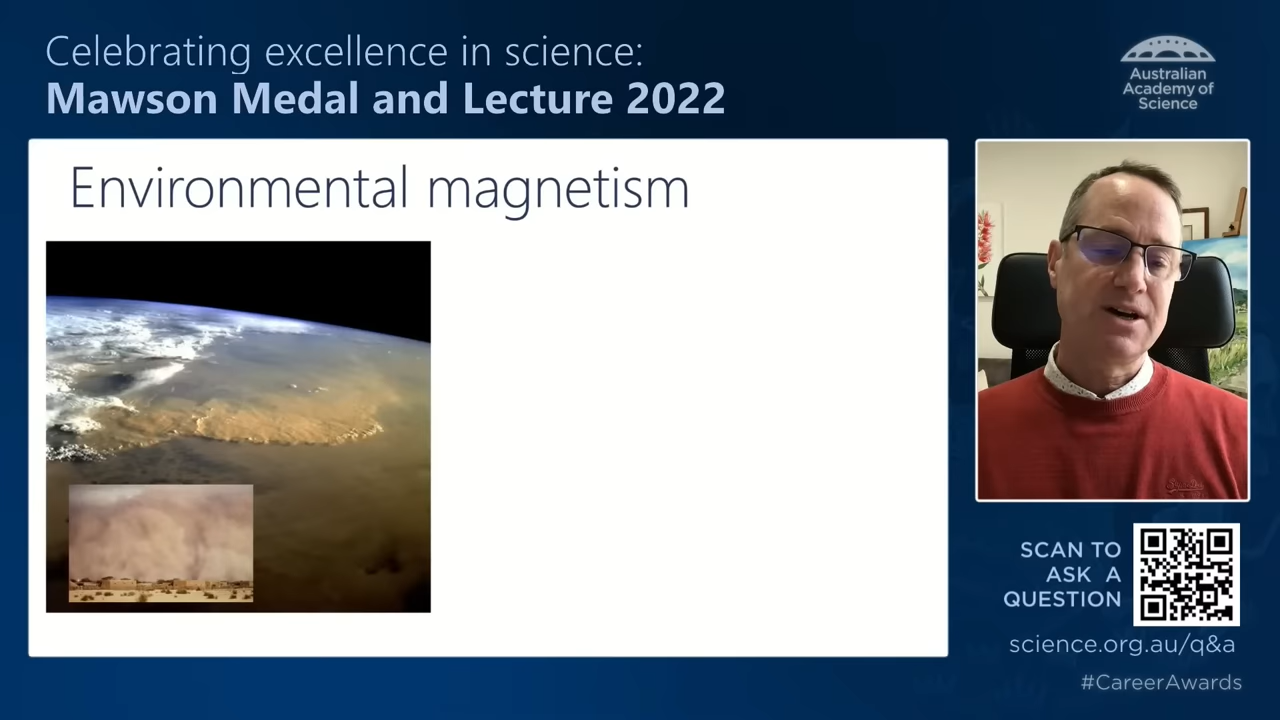 Celebrating excellence in science:
Mawson Medal and Lecture 2022
Australian
Academy of
Science
Environmental magnetism
SCAN TO
ASK A
QUESTION
science.org.au/q&a
#CareerAwards